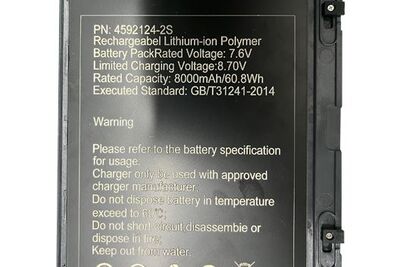 PN: 4592124-2S
Rechargeabel Lithium-ion Polymer
Battery PackRated Voltage: 7.6V
Limited Charging Voltage:8.70V
Rated Capacity: 8000mAh/60.8Wh
Executed Standard: GB/T31241-2014
Warning
Please refer to the battery specification
for usage.
Charger only be used with approved
charger manufacturer.
Do not dispose battery in temperature
exceed to
Do not short circuit disassemble or
dispose in fire.
Keep out from water.